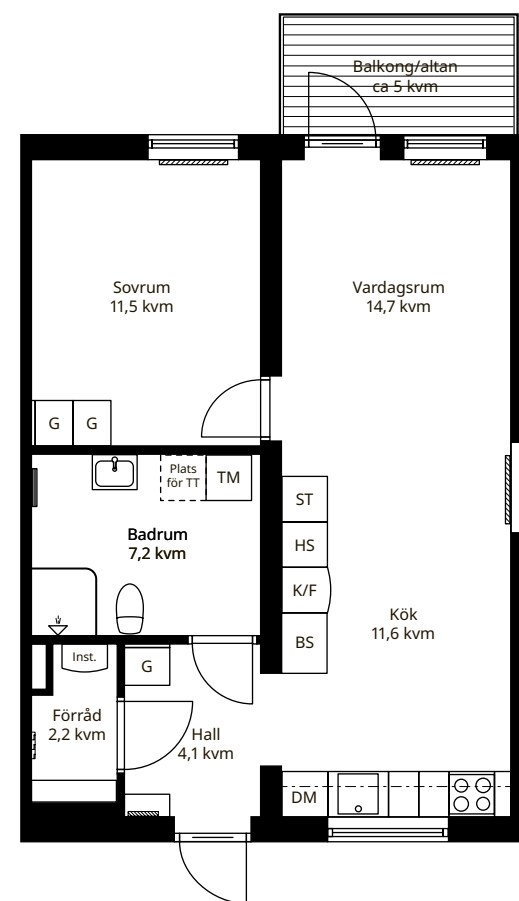 Balkong/altan
ca 5 kvm
Sovrum
11,5 kvm
Vardagsrum
14,7 kvm
G
G
Plats
för TT
TM
ST
Badrum
7,2 kvm
HS
K/F
Kök
11,6 kvm
BS
Inst.
G
Förråd
2,2 kvm
Hall
4,1 kvm
DM